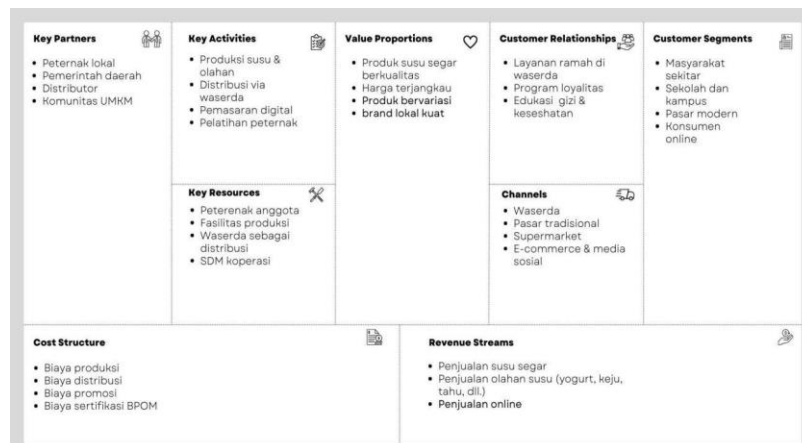 Key Partners
• Peternak lokal
• Pemerintah daerah
• Distributor
• Komunitas UMKM
Key Activities
• Produksi susu &
olahan
• Distribusi via
waserda
• Pemasaran digital
• Pelatihan peternak
Key Resources
• Peterenak anggota
• Fasilitas produksi
• Waserda sebagai
distribusi
• SDM koperasi
Value Proportions
• Produk susu segar
berkualitas
• Harga terjangkau
• Produk bervariasi
• brand lokal kuat
Customer Relationships
• Layanan ramah di
waserda
• Program loyalitas
• Edukasi gizi &
keseshatan
Channels
• Waserda
• Pasar tradisional
• Supermarket
• E-commerce & media
sosial
Customer Segments
• Masyarakat
sekitar
• Sekolah dan
kampus
• Pasar modern
• Konsumen
online
Cost Structure
• Biaya produksi
• Biaya distribusi
• Biaya promosi
• Biaya sertifikasi BPOM
Revenue Streams
• Penjualan susu segar
• Penjualan olahan susu (yogurt, keju,
tahu, dll.)
• Penjualan online